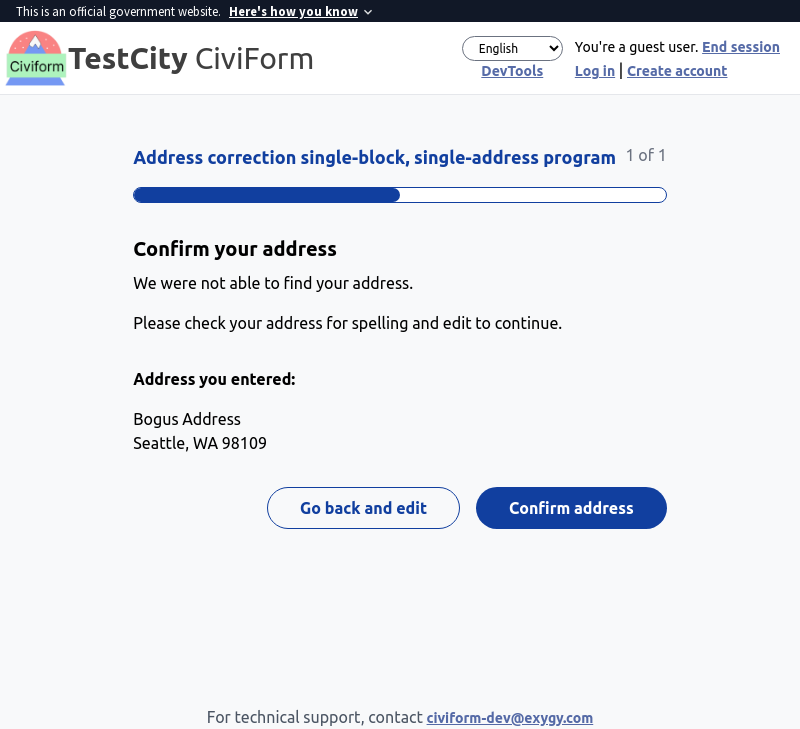 This is an official government website. Here's how you know
Civiform
TestCity CiviForm
English
You're a guest user. End session
DevTools
Log in | Create account
Address correction single-block, single-address program
1 of 1
Confirm your address
We were not able to find your address.
Please check your address for spelling and edit to continue.
Address you entered:
Bogus Address
Seattle, WA 98109
Go back and edit
Confirm address
For technical support, contact civiform-dev@exygy.com